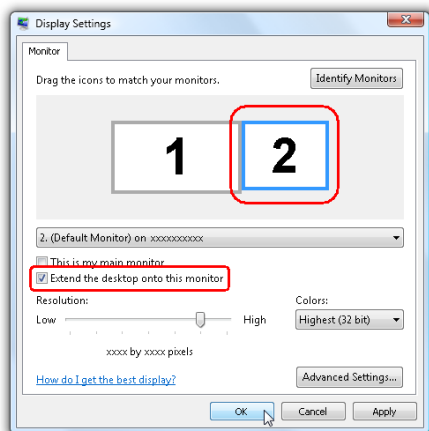 Display Settings
Monitor
Drag the icons to match your monitors.
Identify Monitors
1
2
2. (Default Monitor) on xxxxxxxxxx
This is my main monitor
Extend the desktop onto this monitor
Resolution:
Colors:
Low
High
Highest (32 bit)
xxxx by xxxx pixels
How do I get the best display?
Advanced Settings...
OK
Cancel
Apply